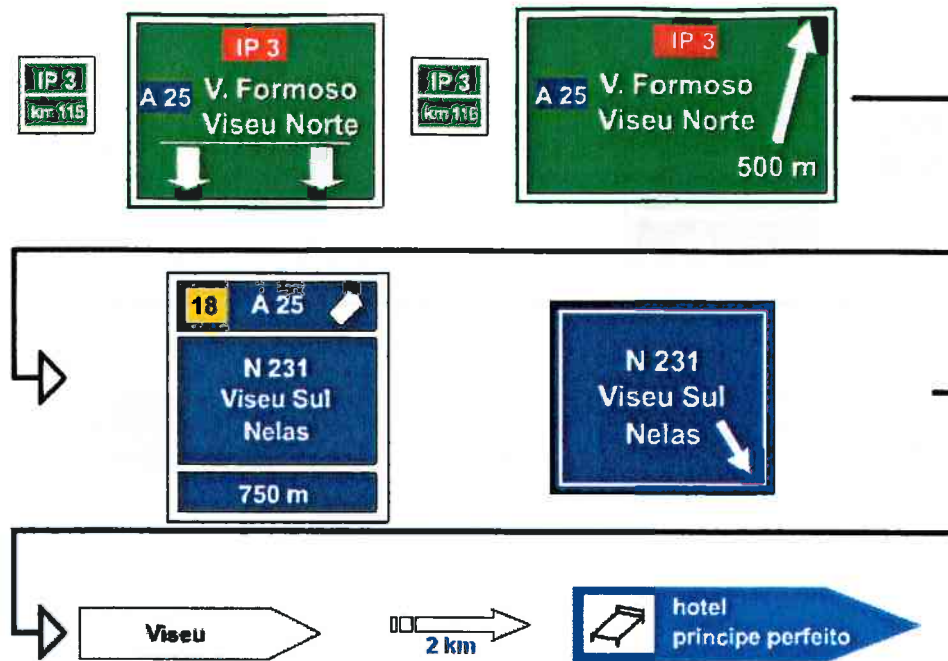 IP 3
km 115
IP 3
A 25 V. Formoso
Viseu Norte
IP 3
km 116
IP 3
A 25 V. Formoso
Viseu Norte
500 m
18 A 25
N 231
Viseu Sul
Nelas
750 m
N 231
Viseu Sul
Nelas
Viseu
2 km
hotel
principe perfeito